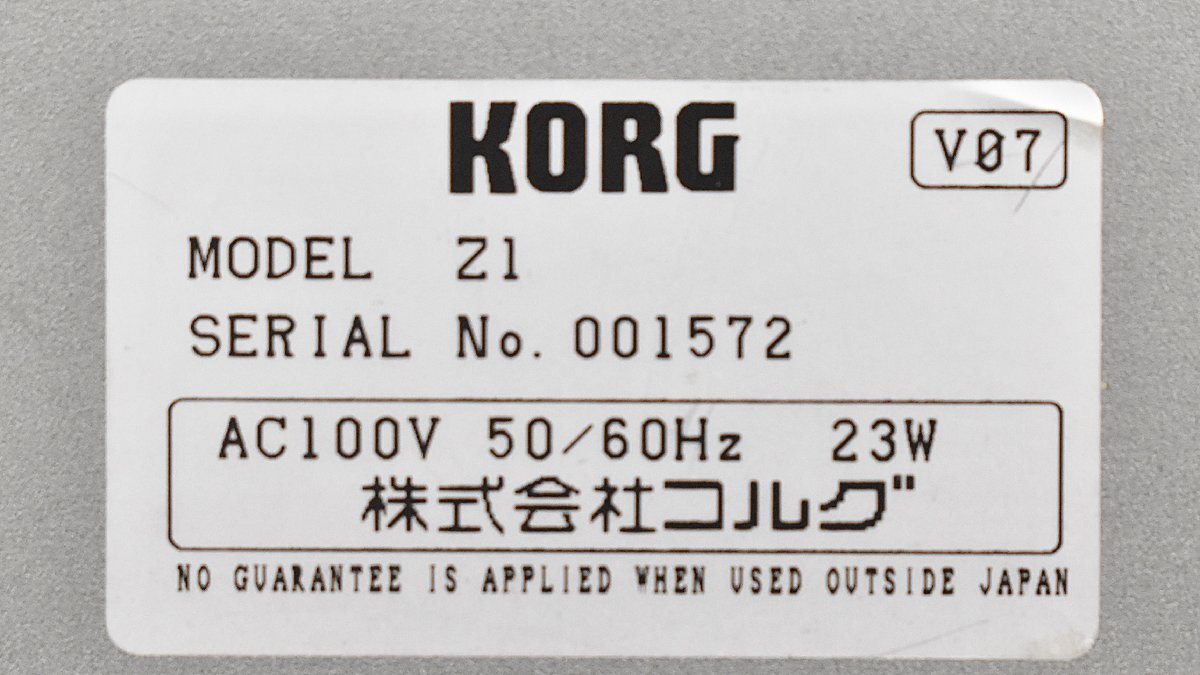 KORG
V07
MODEL Z1
SERIAL No. 001572
AC100V 50/60Hz 23W
株式会社コルグ
NO GUARANTEE IS APPLIED WHEN USED OUTSIDE JAPAN